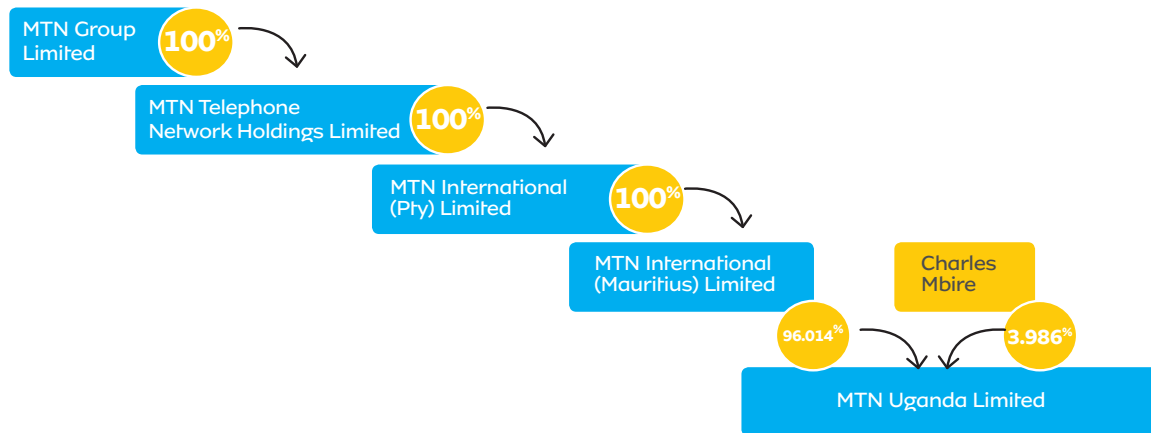 MTN Group
Limited
100%
MTN Telephone
Network Holdings Limited
100%
MTN International
(Pty) Limited
100%
MTN International
(Mauritius) Limited
Charles
Mbire
96.014%
3.986%
MTN Uganda Limited